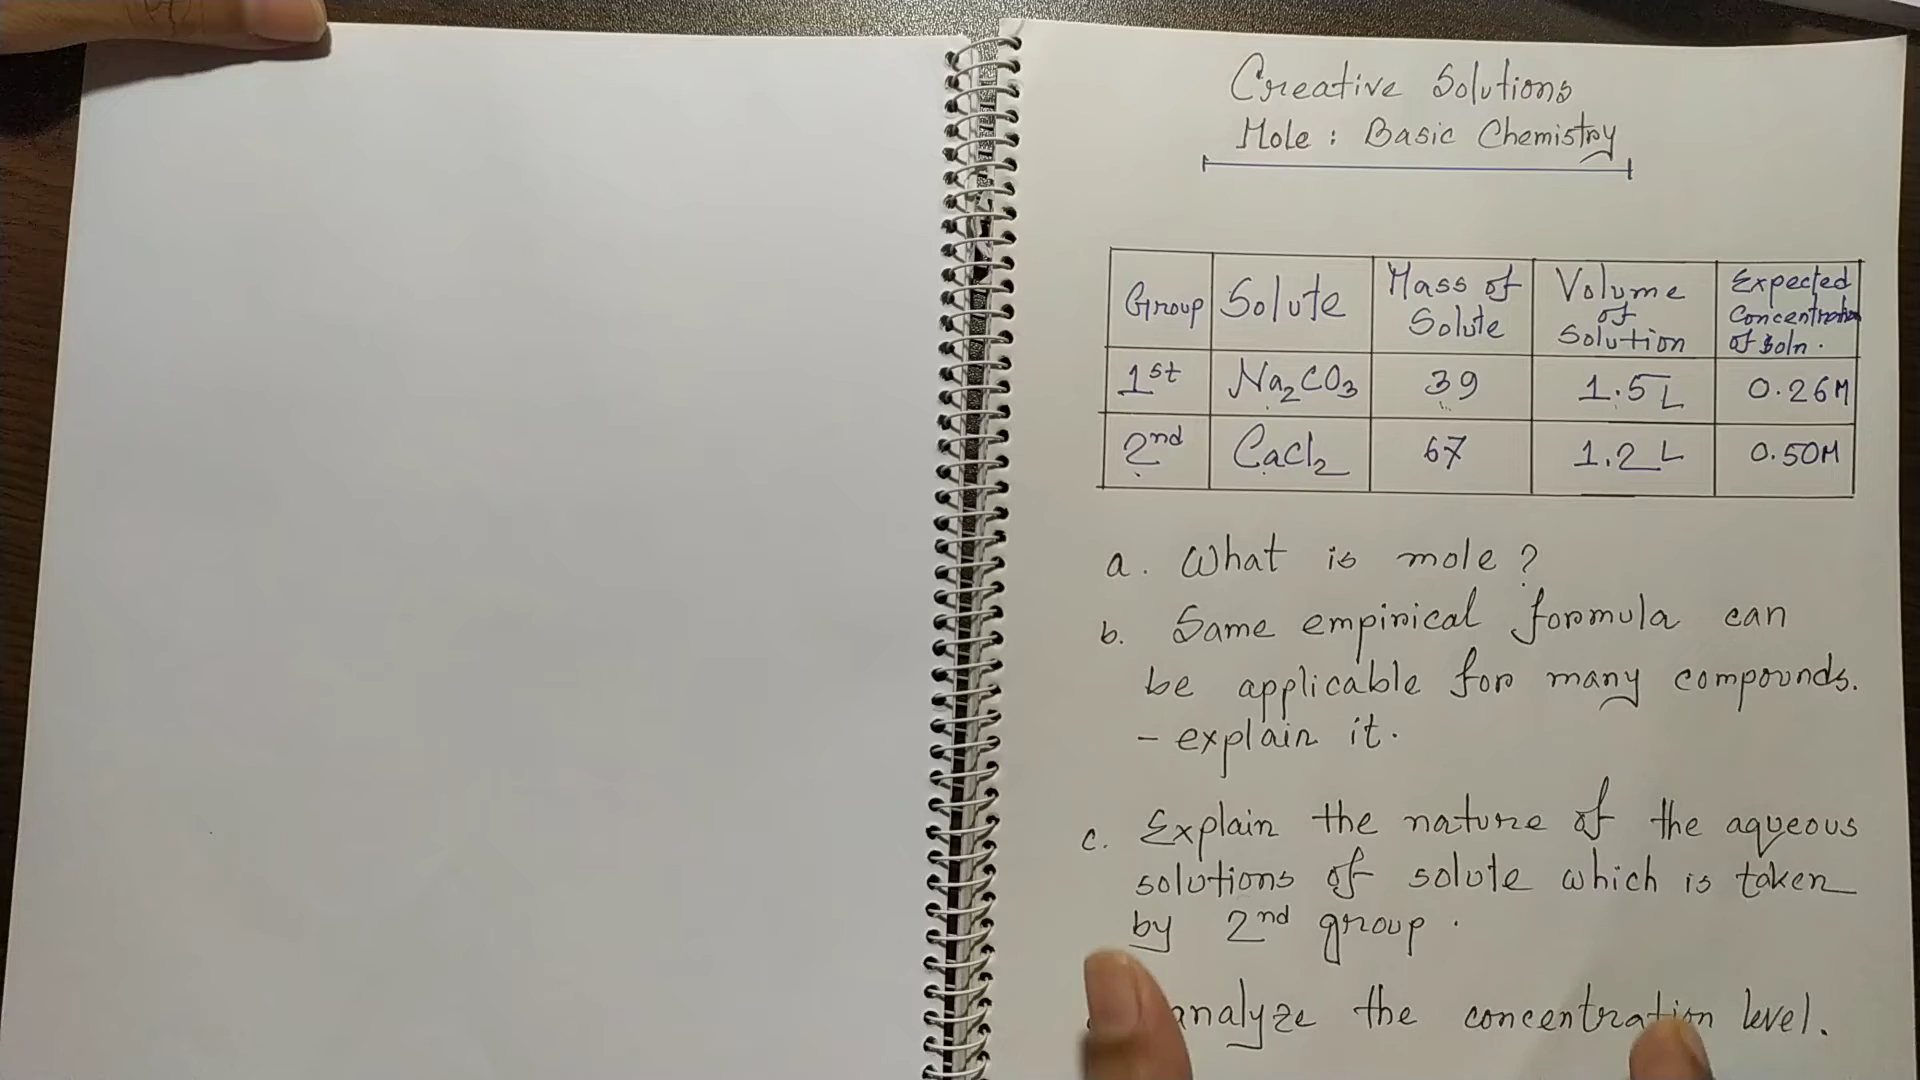 Creative Solutions
Mole : Basic Chemistry
Group Solute Mass of Solute Volume of Solution Expected Concentration of Soln.
1st Na2CO3 39 1.5 L 0.26M
2nd CaCl2 67 1.2 L 0.50M
a. What is mole ?
b. Same empirical formula can
be applicable for many compounds.
- explain it.
c. Explain the nature of the aqueous
solutions of solute which is taken
by 2nd group.
analyze the concentration level.